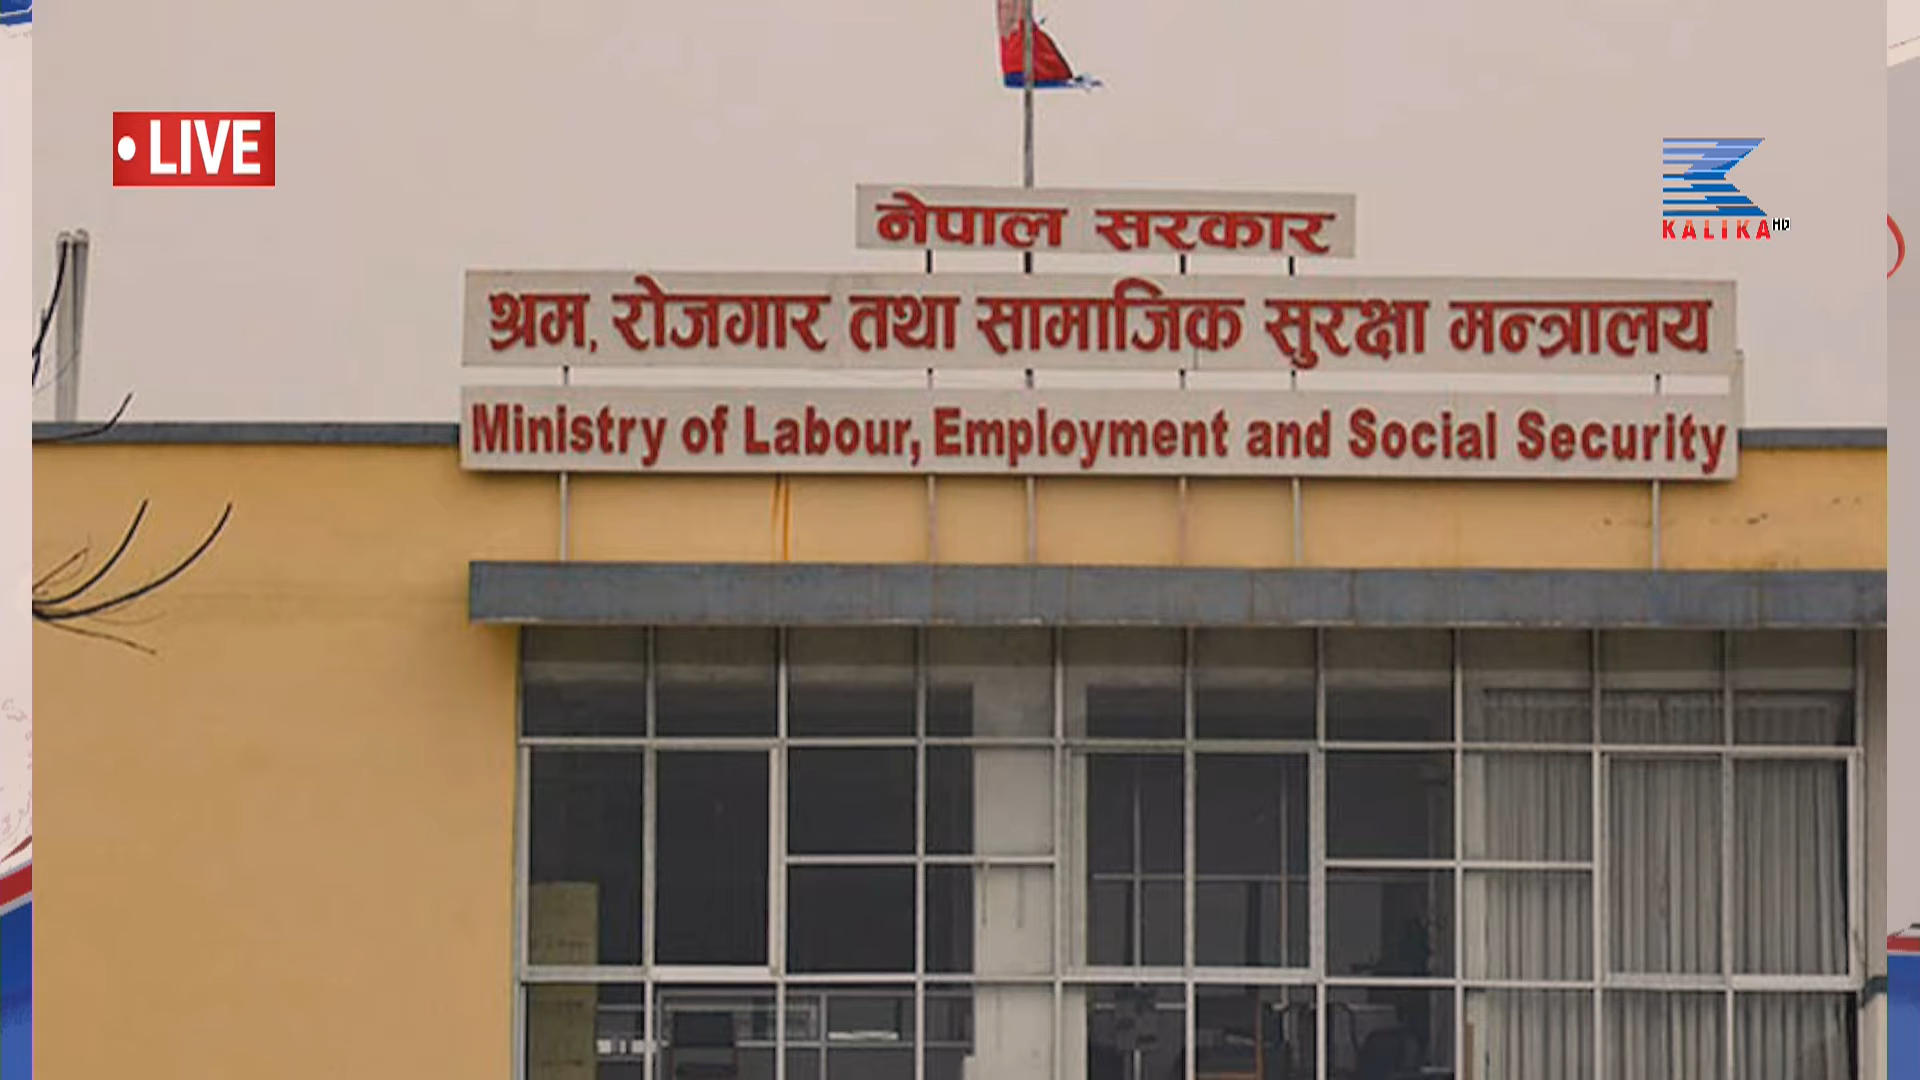 LIVE
KALIKA HD
नेपाल सरकार
श्रम, रोजगार तथा सामाजिक सुरक्षा मन्त्रालय
Ministry of Labour, Employment and Social Security